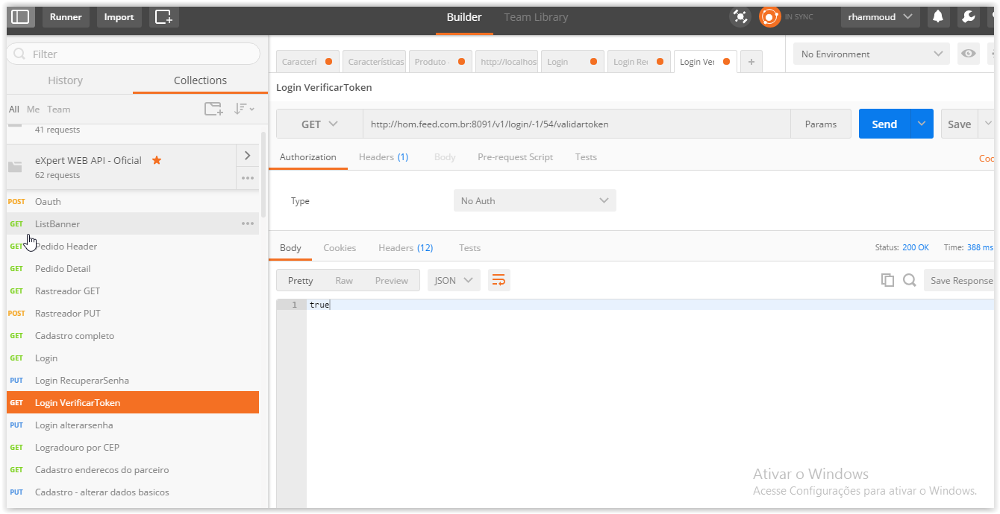 Runner Import Builder Team Library IN SYNC rhammoud
Filter
History Collections
All Me Team
41 requests
eXpert WEB API - Oficial
62 requests
POST Oauth
GET ListBanner
GET Pedido Header
GET Pedido Detail
GET Rastreador GET
POST Rastreador PUT
GET Cadastro completo
GET Login
PUT Login RecuperarSenha
GET Login VerificarToken
PUT Login alterarsenha
GET Logradouro por CEP
GET Cadastro enderecos do parceiro
PUT Cadastro - alterar dados basicos
Caracterí Características Produto - http://localhos Login Login Rec Login Ver + No Environment
Login VerificarToken
GET http://hom.feed.com.br:8091/v1/login/-1/54/validartoken Params Send Save
Authorization Headers (1) Body Pre-request Script Tests Coo
Type No Auth
Body Cookies Headers (12) Tests Status: 200 OK Time: 388 ms
Pretty Raw Preview JSON Save Response
1 true
Ativar o Windows
Acesse Configurações para ativar o Windows.